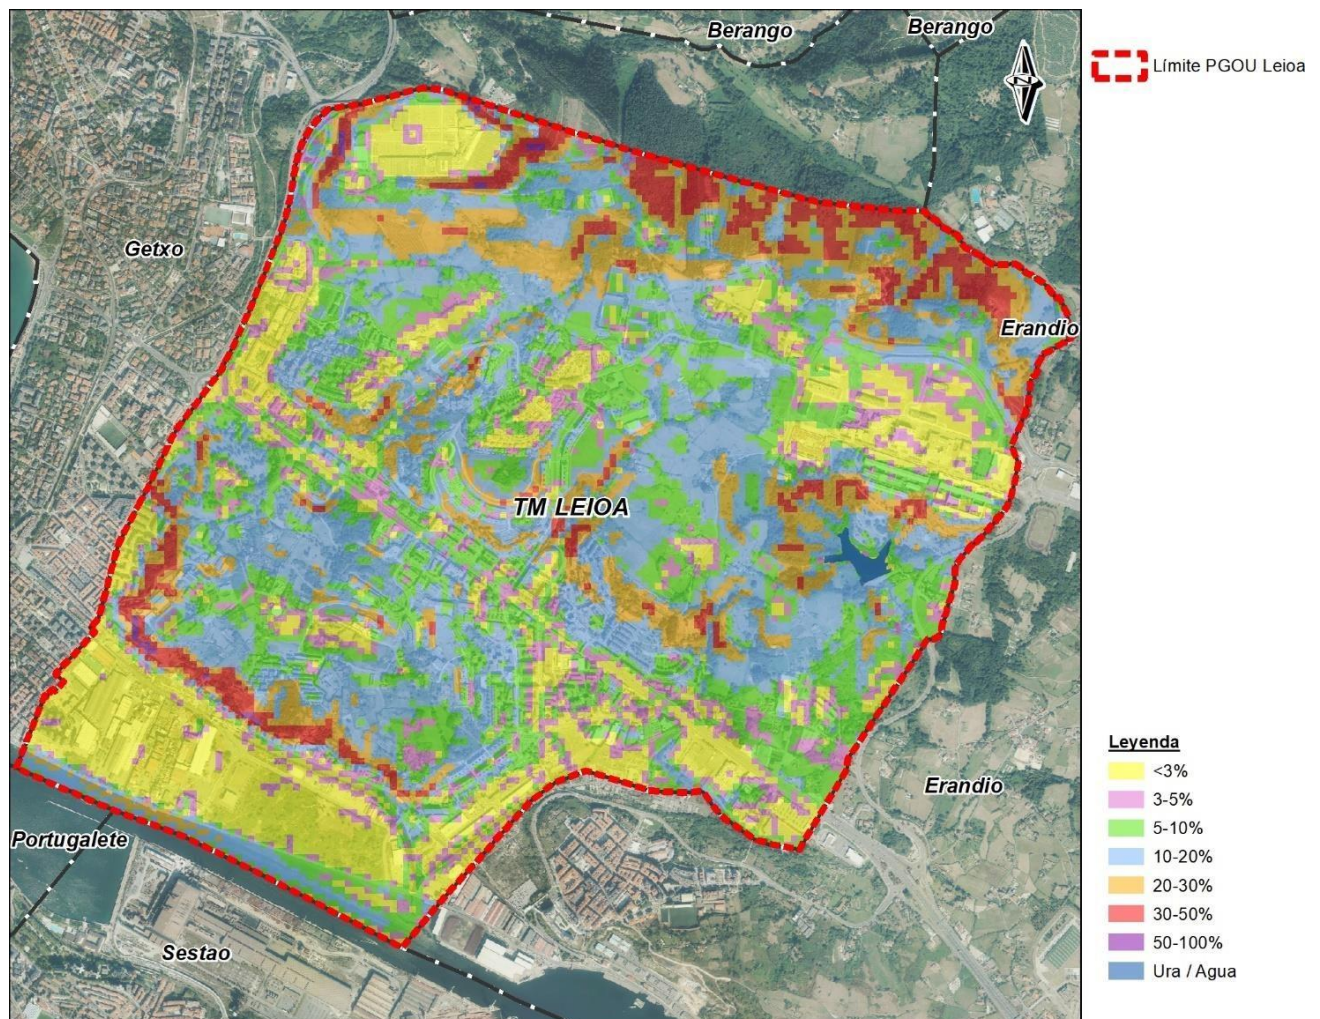 Berango
Berango
Límite PGOU Leioa
Getxo
Erandio
TM LEIOA
Erandio
Portugalete
Sestao
Leyenda
<3%
3-5%
5-10%
10-20%
20-30%
30-50%
50-100%
Ura / Agua